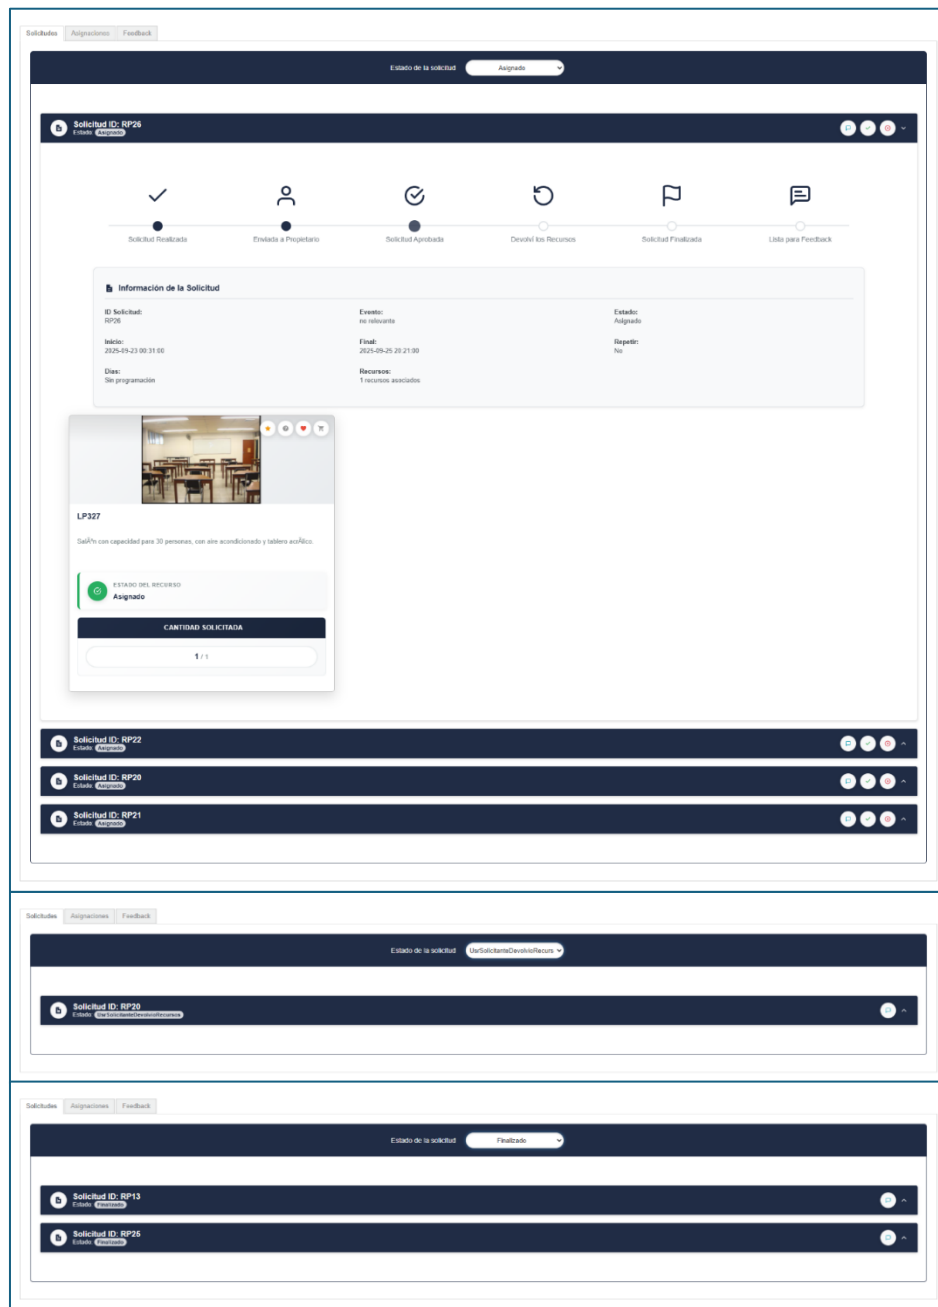 Solicitudes Asignaciones Feedback
Estado de la solicitud Asignado
Solicitud ID: RP26
Estado: Asignado
Solicitud Realizada Enviada a Propietario Solicitud Aprobada Devolví los Recursos Solicitud Finalizada Lista para Feedback
Información de la Solicitud
ID Solicitud: Evento: Estado:
RP26 no relevante Asignado
Inicio: Final: Repetir:
2025-09-23 00:31:00 2025-09-25 20:21:00 No
Días: Recursos:
Sin programación 1 recursos asociados
LP327
SalÃ³n con capacidad para 30 personas, con aire acondicionado y tablero acrÃ­lico.
ESTADO DEL RECURSO
Asignado
CANTIDAD SOLICITADA
1 / 1
Solicitud ID: RP22
Estado: Asignado
Solicitud ID: RP20
Estado: Asignado
Solicitud ID: RP21
Estado: Asignado
Solicitudes Asignaciones Feedback
Estado de la solicitud UsrSolicitanteDevolvioRecurs
Solicitud ID: RP20
Estado: UsrSolicitanteDevolvioRecursos
Solicitudes Asignaciones Feedback
Estado de la solicitud Finalizado
Solicitud ID: RP13
Estado: Finalizado
Solicitud ID: RP25
Estado: Finalizado